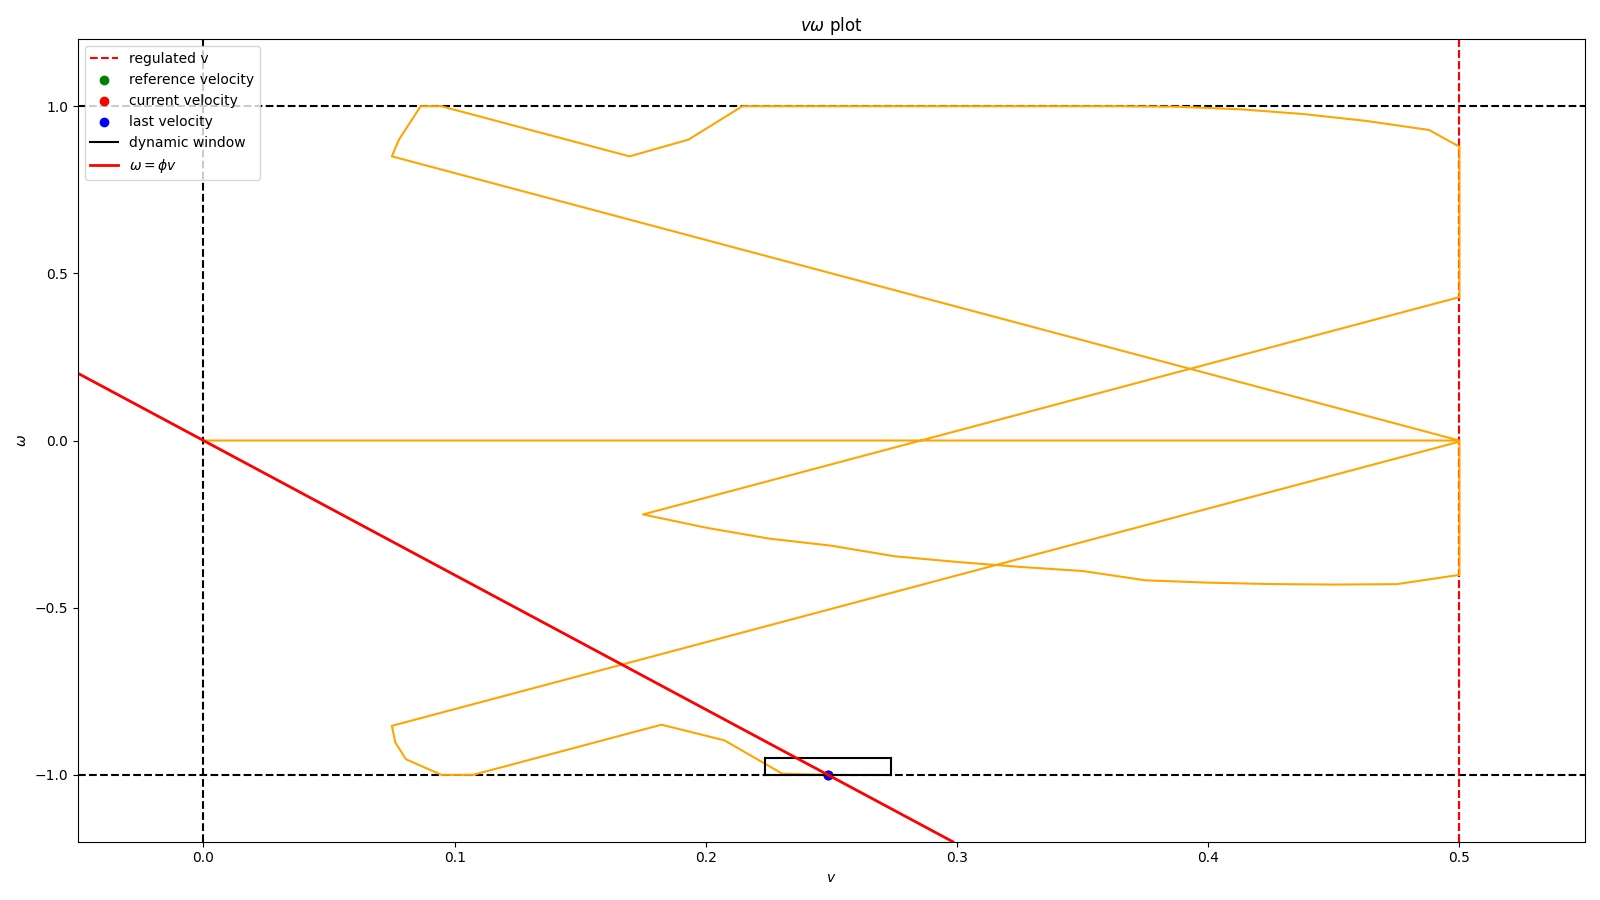 vω plot
regulated v
reference velocity
current velocity
last velocity
dynamic window
ω = ϕv
1.0
0.5
0.0
−0.5
−1.0
ω
0.0 0.1 0.2 0.3 0.4 0.5
v